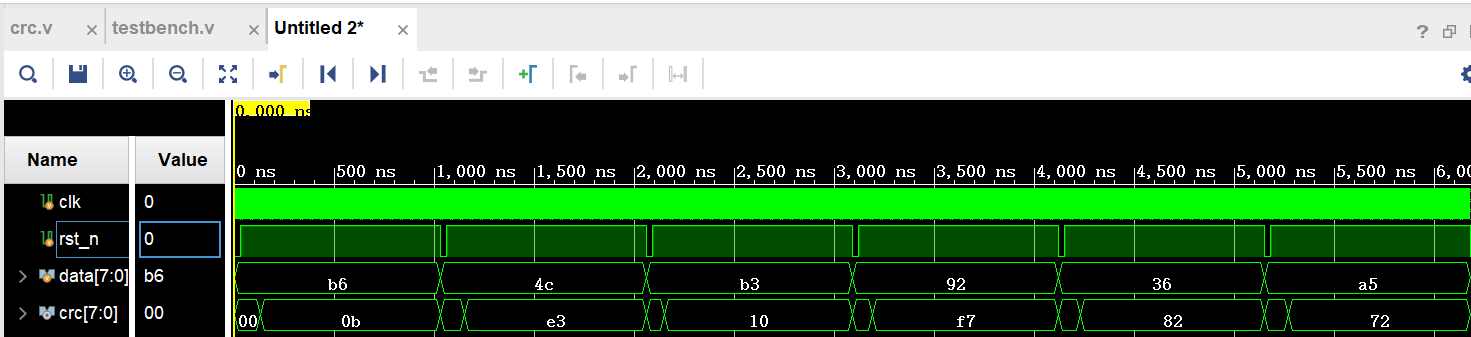 crc.v × testbench.v × Untitled 2* × ?
0.000 ns
Name Value
0 ns 500 ns 1,000 ns 1,500 ns 2,000 ns 2,500 ns 3,000 ns 3,500 ns 4,000 ns 4,500 ns 5,000 ns 5,500 ns 6,00
clk 0
rst_n 0
data[7:0] b6 b6 4c b3 92 36 a5
crc[7:0] 00 00 0b e3 10 f7 82 72